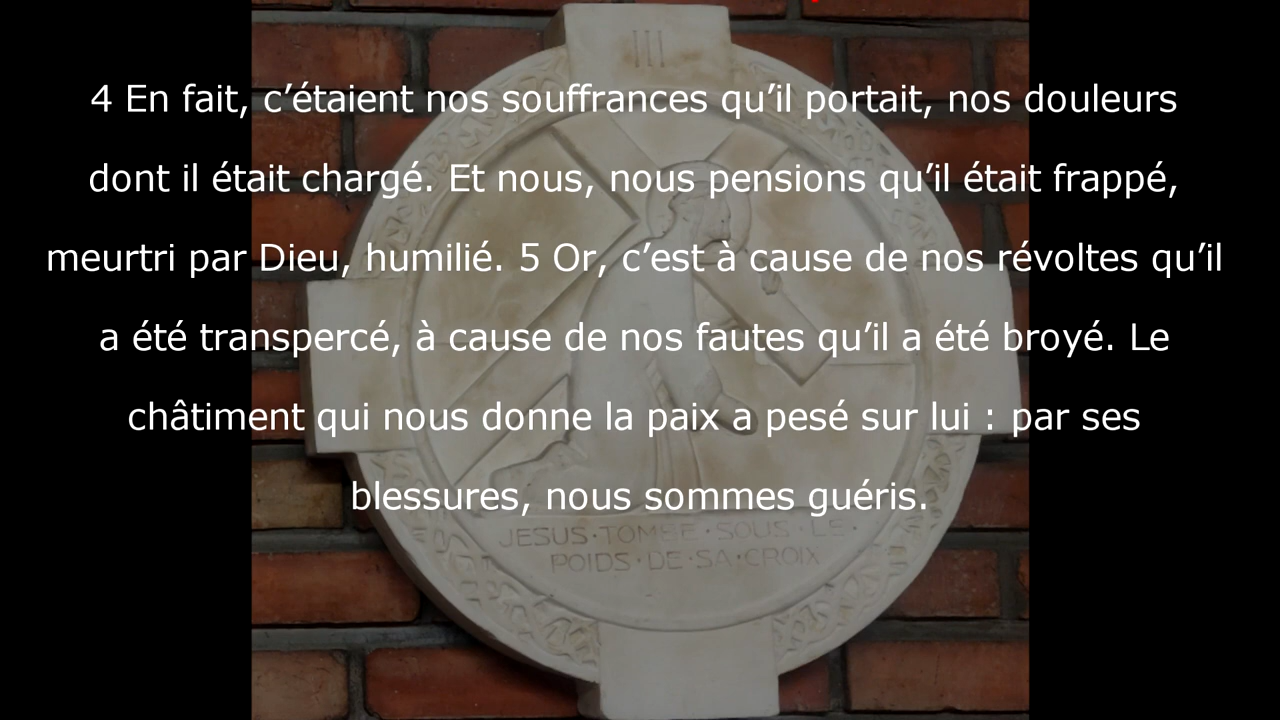 III
4 En fait, c’étaient nos souffrances qu’il portait, nos douleurs
dont il était chargé. Et nous, nous pensions qu’il était frappé,
meurtri par Dieu, humilié. 5 Or, c’est à cause de nos révoltes qu’il
a été transpercé, à cause de nos fautes qu’il a été broyé. Le
châtiment qui nous donne la paix a pesé sur lui : par ses
blessures, nous sommes guéris.
JESUS·TOMBE·SOUS·LE·
POIDS·DE·SA·CROIX